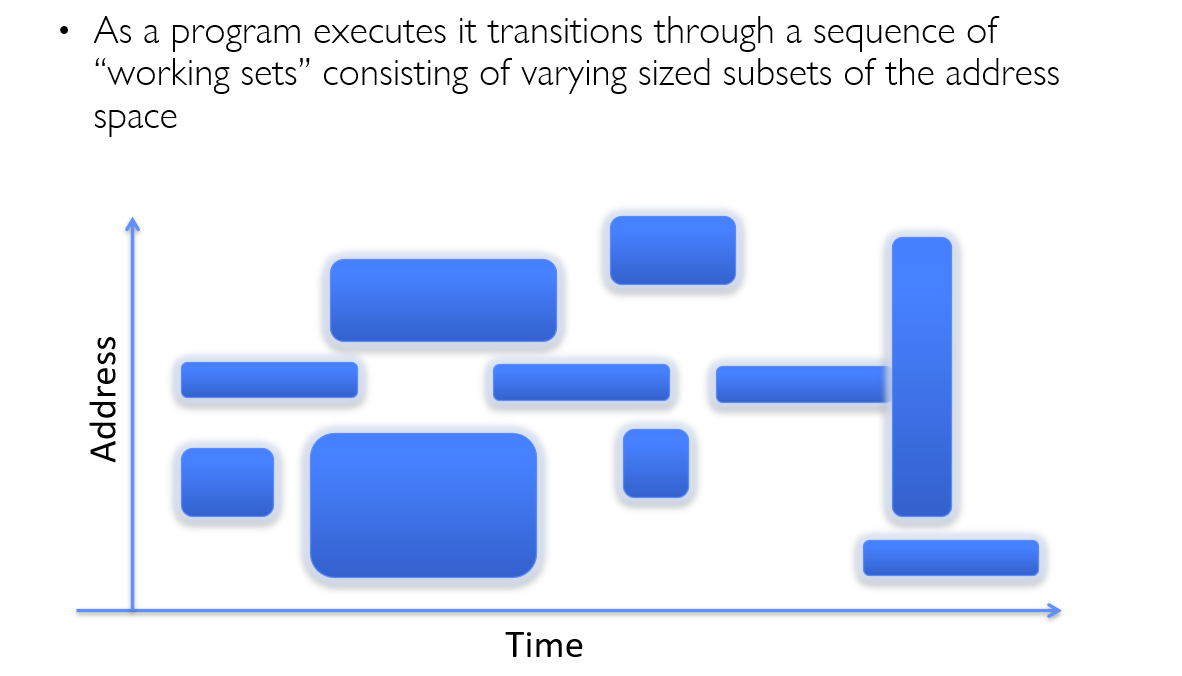 • As a program executes it transitions through a sequence of
“working sets” consisting of varying sized subsets of the address
space
Address
Time